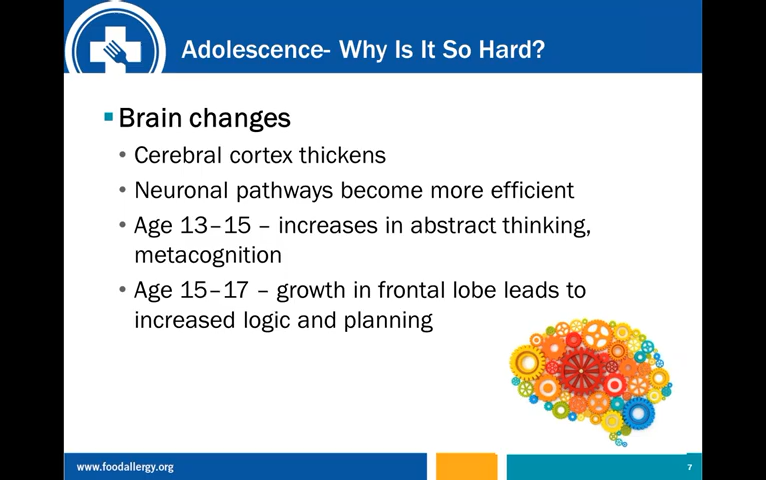 Adolescence- Why Is It So Hard?
Brain changes
Cerebral cortex thickens
Neuronal pathways become more efficient
Age 13–15 – increases in abstract thinking,
metacognition
Age 15–17 – growth in frontal lobe leads to
increased logic and planning
www.foodallergy.org
7